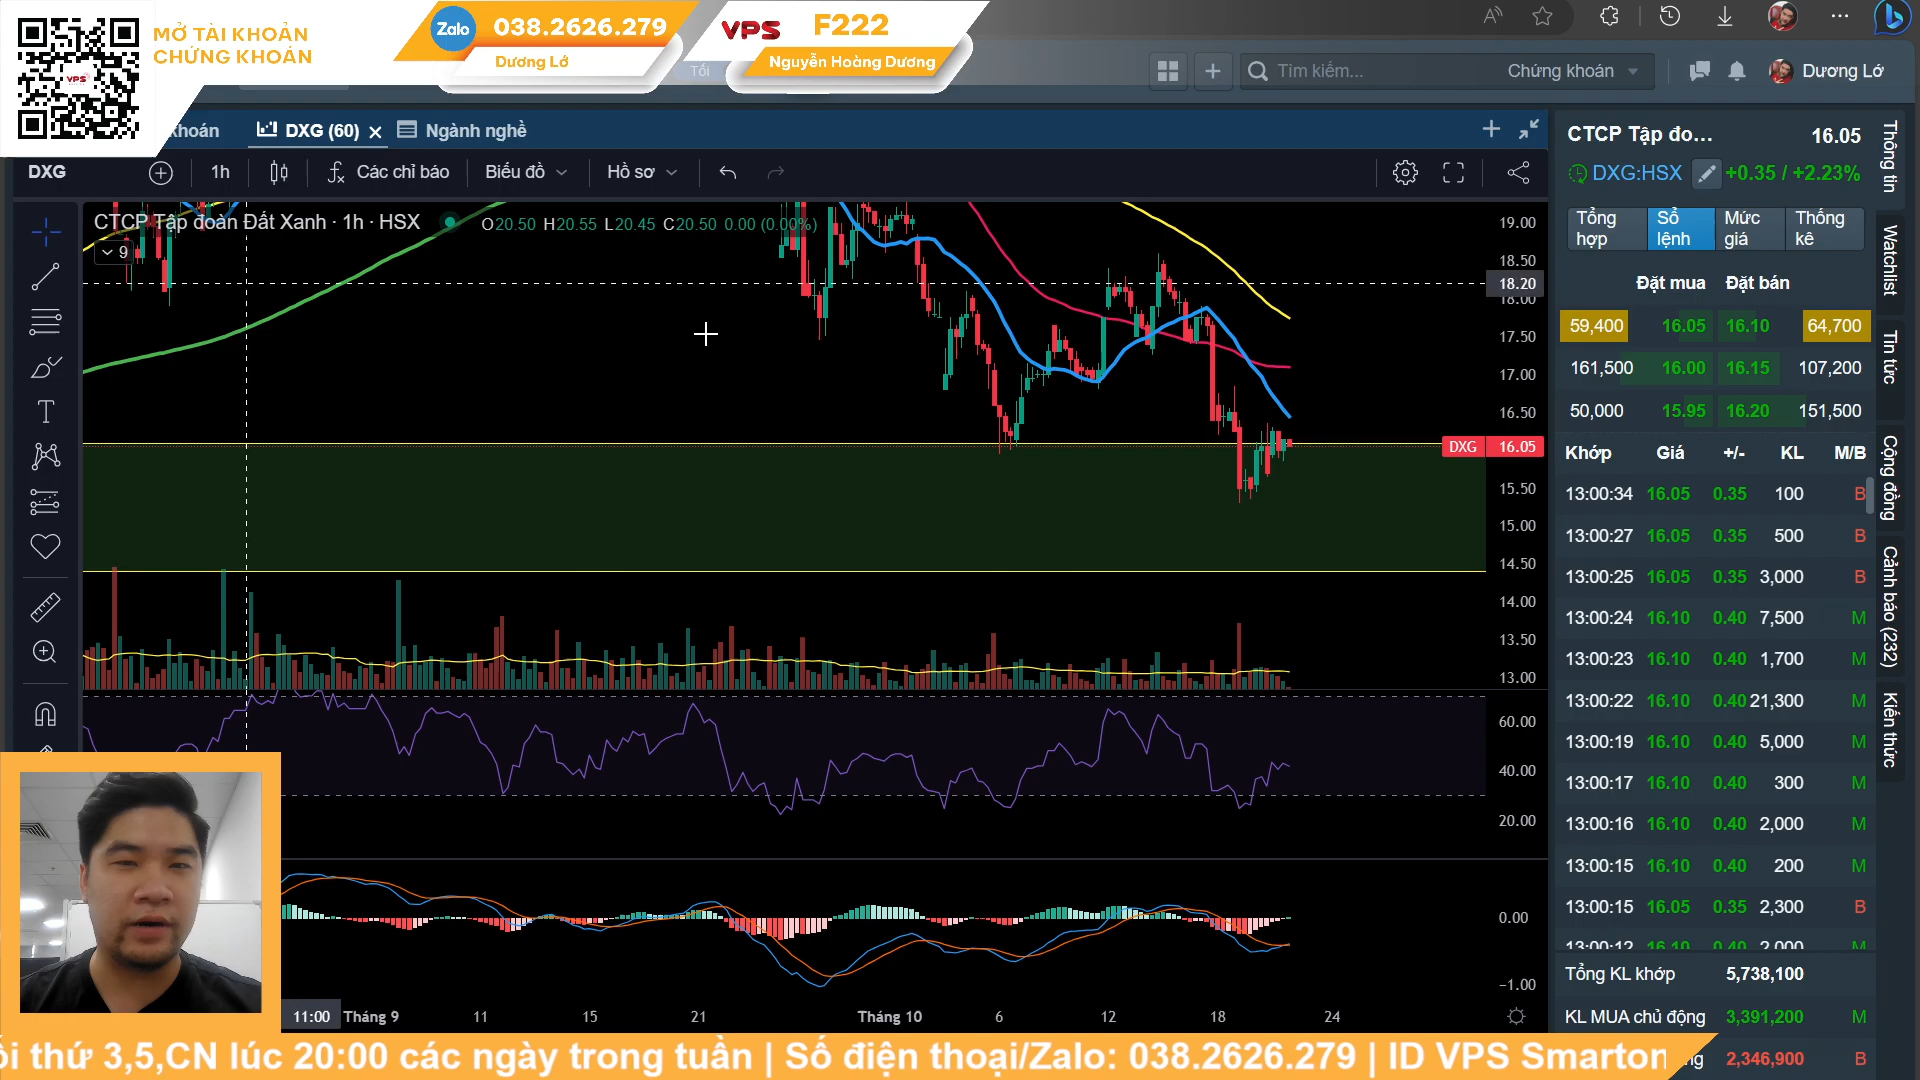 MỞ TÀI KHOẢN
CHỨNG KHOÁN
VPS
Zalo
038.2626.279
Dương Lớ
VPS
F222
Nguyễn Hoàng Dương
Tối
Tìm kiếm...
Chứng khoán
Dương Lớ
khoán
DXG (60)
Ngành nghề
DXG
1h
Các chỉ báo
Biểu đồ
Hồ sơ
CTCP Tập đoàn Đất Xanh · 1h · HSX
O20.50 H20.55 L20.45 C20.50 0.00 (0.00%)
9
19.00
18.50
18.20
18.00
17.50
17.00
16.50
DXG 16.05
15.50
15.00
14.50
14.00
13.50
13.00
60.00
40.00
20.00
0.00
−1.00
11:00
Tháng 9
11
15
21
Tháng 10
6
12
18
24
CTCP Tập đo...
16.05
DXG:HSX
+0.35 / +2.23%
Tổng hợp
Sổ lệnh
Mức giá
Thống kê
Đặt mua Đặt bán
59,400 16.05 16.10 64,700
161,500 16.00 16.15 107,200
50,000 15.95 16.20 151,500
Khớp Giá +/- KL M/B
13:00:34 16.05 0.35 100 B
13:00:27 16.05 0.35 500 B
13:00:25 16.05 0.35 3,000 B
13:00:24 16.10 0.40 7,500 M
13:00:23 16.10 0.40 1,700 M
13:00:22 16.10 0.40 21,300 M
13:00:19 16.10 0.40 5,000 M
13:00:17 16.10 0.40 300 M
13:00:16 16.10 0.40 2,000 M
13:00:15 16.10 0.40 200 M
13:00:15 16.05 0.35 2,300 B
13:00:12 16.10 0.40 2,000 M
Tổng KL khớp 5,738,100
KL MUA chủ động 3,391,200 M
ng 2,346,900 B
Thông tin
Watchlist
Tin tức
Cộng đồng
Cảnh báo (232)
Kiến thức
ối thứ 3,5,CN lúc 20:00 các ngày trong tuần | Số điện thoại/Zalo: 038.2626.279 | ID VPS Smarton